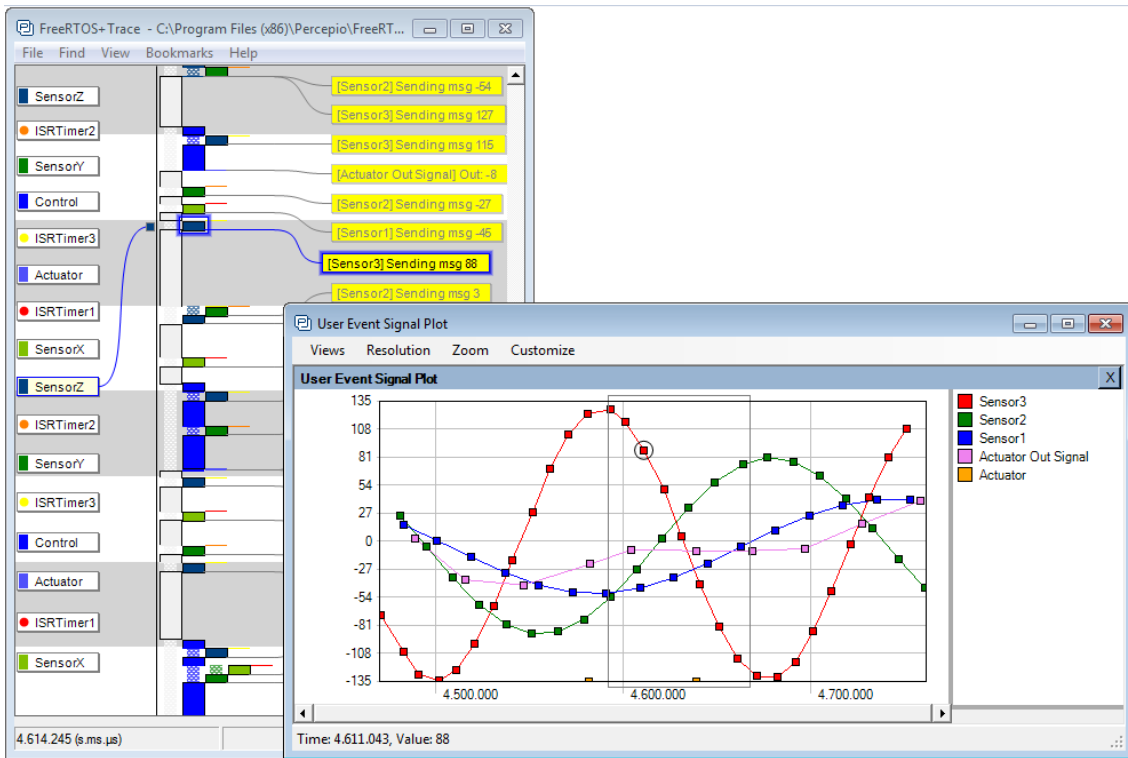 FreeRTOS+Trace - C:\Program Files (x86)\Percepio\FreeRT...
File Find View Bookmarks Help
SensorZ
ISRTimer2
SensorY
Control
ISRTimer3
Actuator
ISRTimer1
SensorX
SensorZ
ISRTimer2
SensorY
ISRTimer3
Control
Actuator
ISRTimer1
SensorX
[Sensor2] Sending msg -54
[Sensor3] Sending msg 127
[Sensor3] Sending msg 115
[Actuator Out Signal] Out: -8
[Sensor2] Sending msg -27
[Sensor1] Sending msg -45
[Sensor3] Sending msg 88
[Sensor2] Sending msg 3
4.614.245 (s.ms.µs)
User Event Signal Plot
Views Resolution Zoom Customize
User Event Signal Plot
X
135
108
81
54
27
0
-27
-54
-81
-108
-135
4.500.000 4.600.000 4.700.000
Sensor3
Sensor2
Sensor1
Actuator Out Signal
Actuator
Time: 4.611.043, Value: 88